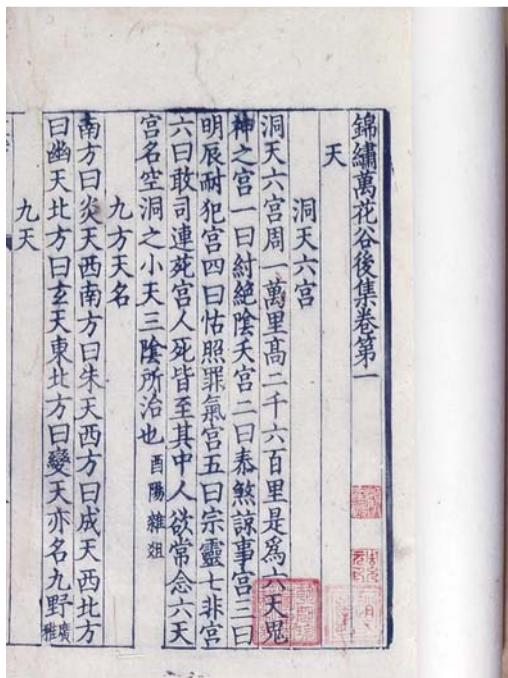 錦繡萬花谷後集卷第一
天
洞天六宮
洞天六宮周一萬里髙二千六百里是爲六天鬼
神之宮一曰紂絶陰天宮二曰泰煞諒事宮三曰
明辰耐犯宮四曰怙照罪氣宮五曰宗靈七非宮
六曰敢司連苑宮人死皆至其中人欲常念六天
宮名空洞之小天三陰所治也酉陽雜俎
九方天名
南方曰炎天西南方曰朱天西方曰成天西北方
曰幽天北方曰玄天東北方曰變天亦名九野廣雅
九天